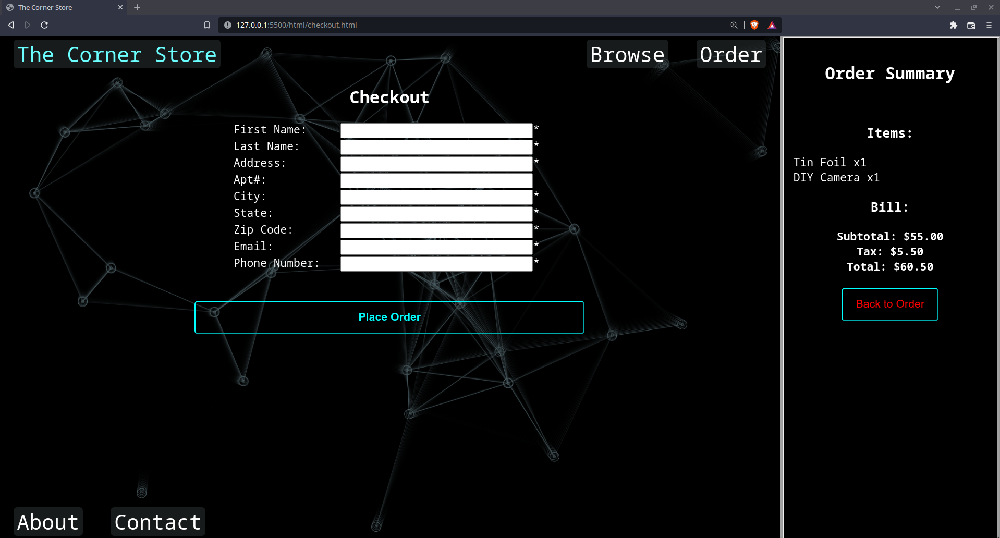 The Corner Store
127.0.0.1:5500/html/checkout.html
The Corner Store
Browse
Order
Checkout
First Name: *
Last Name: *
Address: *
Apt#:
City: *
State: *
Zip Code: *
Email: *
Phone Number: *
Place Order
About
Contact
Order Summary
Items:
Tin Foil x1
DIY Camera x1
Bill:
Subtotal: $55.00
Tax: $5.50
Total: $60.50
Back to Order